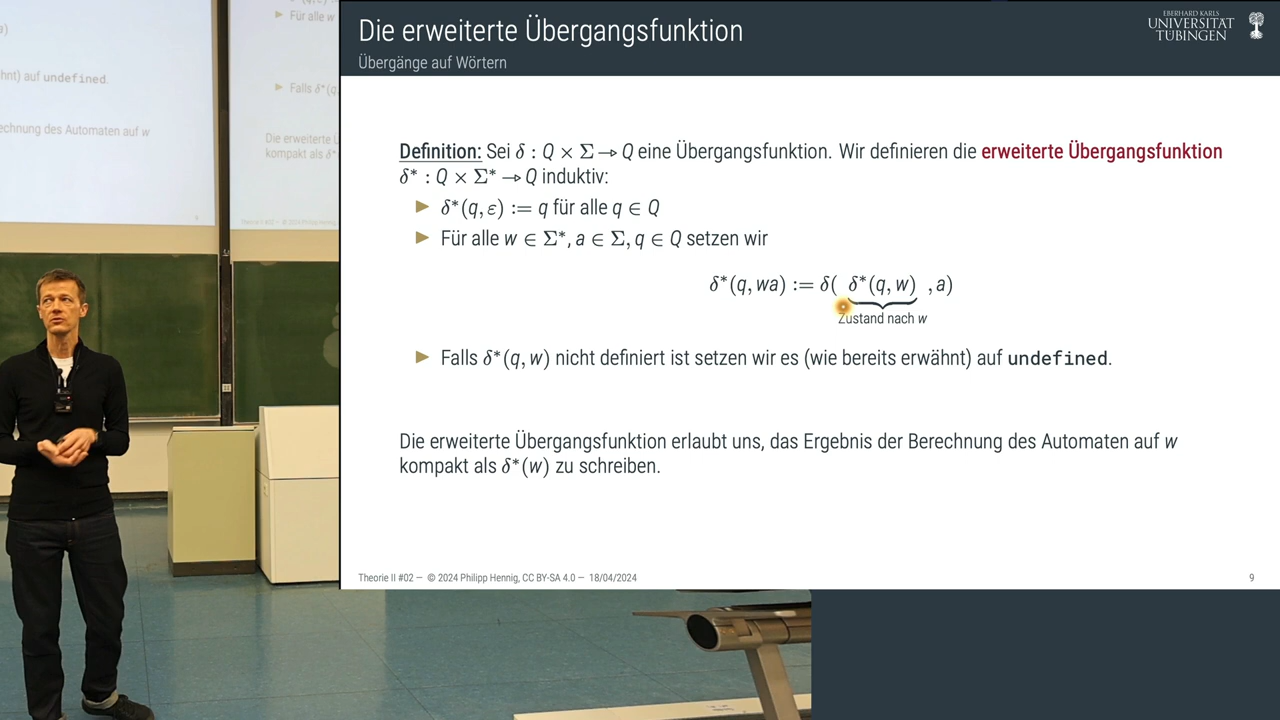 Die erweiterte Übergangsfunktion
Übergänge auf Wörtern
EBERHARD KARLS
UNIVERSITÄT
TÜBINGEN
Definition: Sei δ : Q × Σ ⇀ Q eine Übergangsfunktion. Wir definieren die erweiterte Übergangsfunktion
δ* : Q × Σ* ⇀ Q induktiv:
▶ δ*(q, ε) := q für alle q ∈ Q
▶ Für alle w ∈ Σ*, a ∈ Σ, q ∈ Q setzen wir
δ*(q, wa) := δ( δ*(q, w) , a)
Zustand nach w
▶ Falls δ*(q, w) nicht definiert ist setzen wir es (wie bereits erwähnt) auf undefined.
Die erweiterte Übergangsfunktion erlaubt uns, das Ergebnis der Berechnung des Automaten auf w
kompakt als δ*(w) zu schreiben.
Theorie II #02 — © 2024 Philipp Hennig, CC BY-SA 4.0 — 18/04/2024
9
hnt) auf undefined.
echnung des Automaten auf w
▶ Für alle w
▶ Falls δ*(q,
Die erweiterte Ü
kompakt als δ*